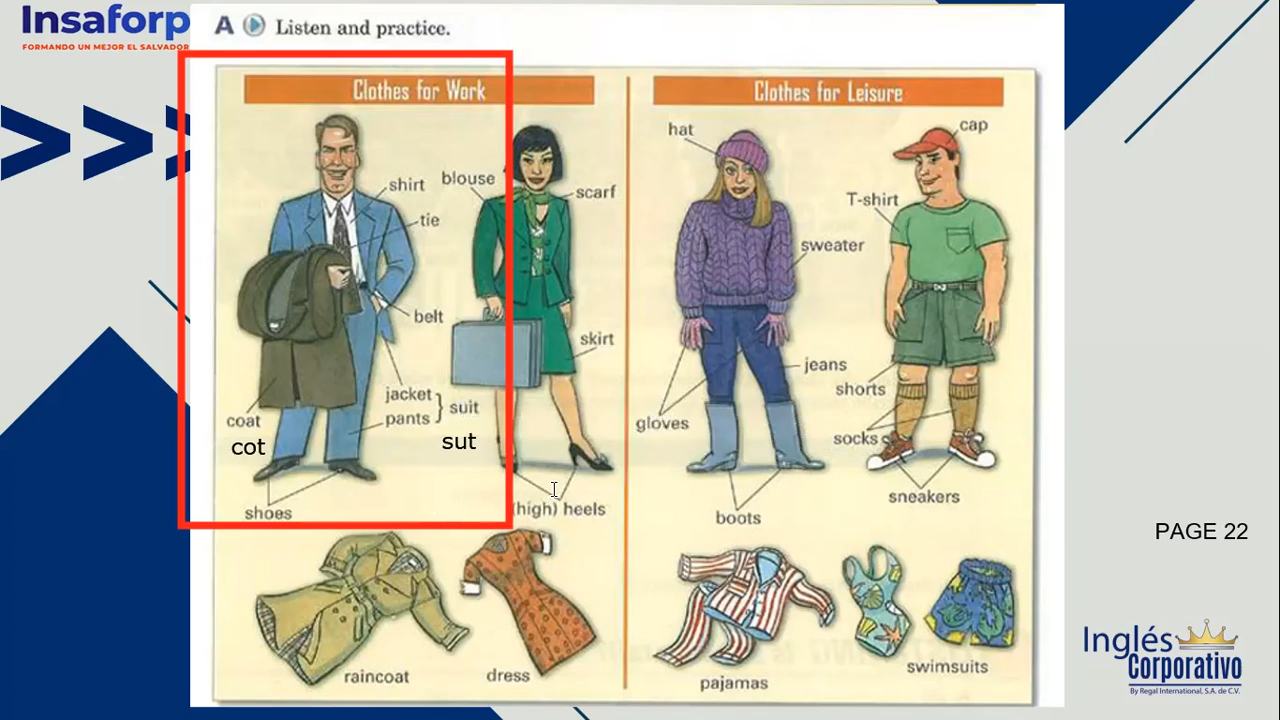 Insaforp
FORMANDO UN MEJOR EL SALVADOR
A Listen and practice.
Clothes for Work
shirt
tie
belt
jacket
pants
suit
sut
coat
cot
shoes
blouse
scarf
skirt
(high) heels
raincoat
dress
Clothes for Leisure
hat
sweater
jeans
gloves
boots
cap
T-shirt
shorts
socks
sneakers
pajamas
swimsuits
PAGE 22
Inglés
Corporativo
By Regal International, S.A. de C.V.